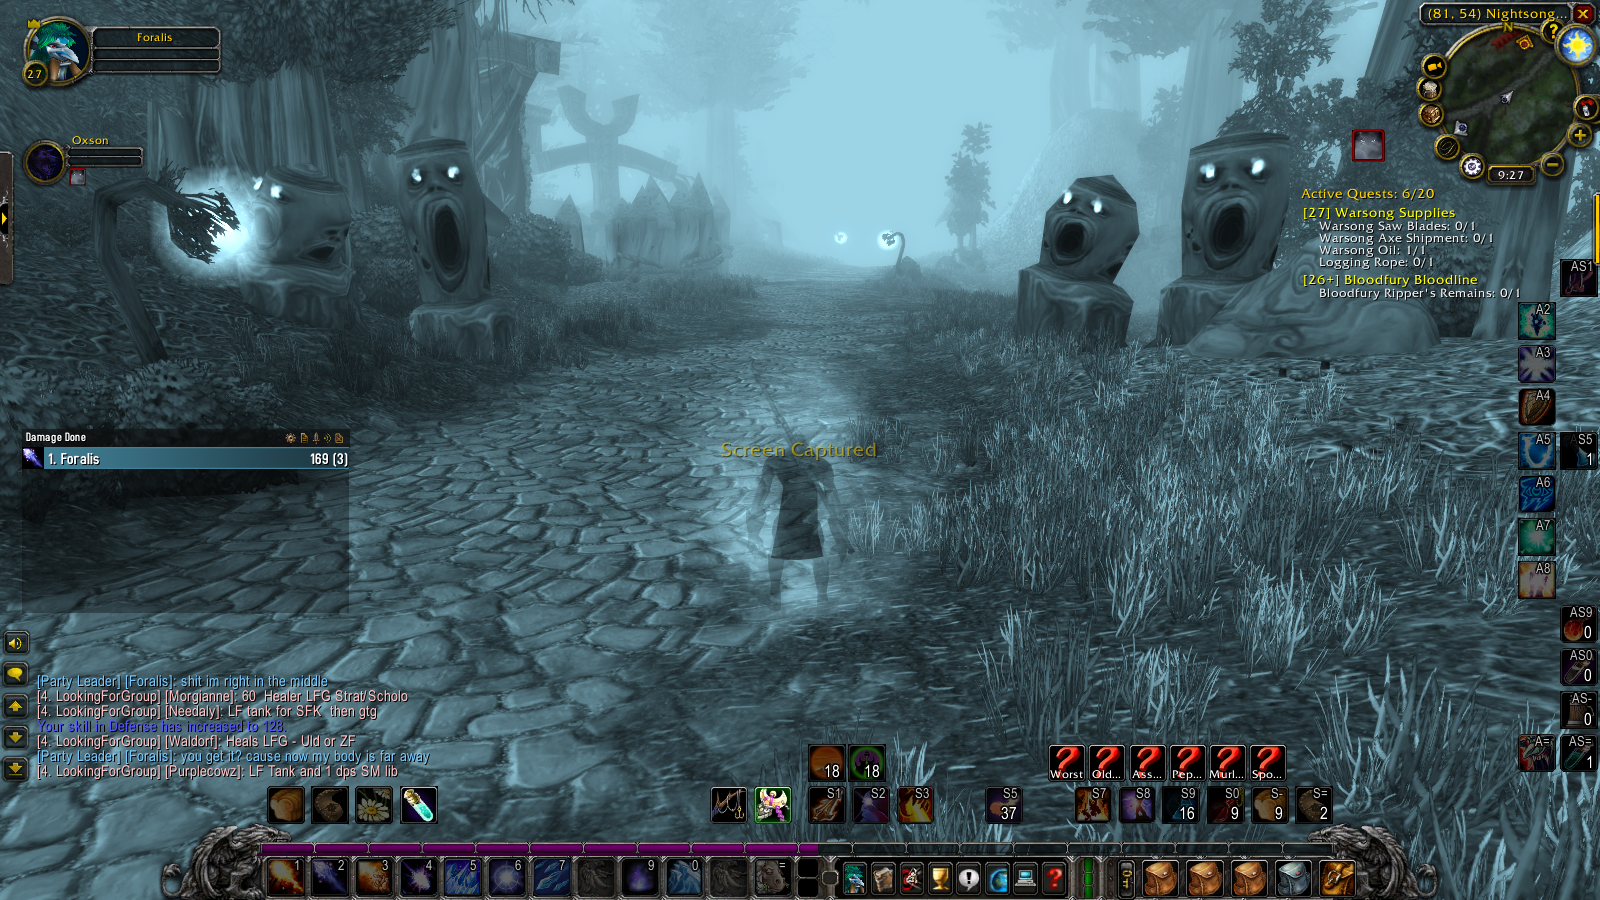 (81, 54) Nightsong...
N
Foralis
27
Oxson
9:27
Active Quests: 6/20
[27] Warsong Supplies
Warsong Saw Blades: 0/1
Warsong Axe Shipment: 0/1
Warsong Oil: 1/1
Logging Rope: 0/1
[26+] Bloodfury Bloodline
Bloodfury Ripper's Remains: 0/1
AS1
A2
A3
A4
A5
S5
1
A6
A7
A8
AS9
0
AS0
0
AS-
0
A=
AS=
1
Damage Done
1. Foralis
169 (3)
Screen Captured
[Party Leader] [Foralis]: shit im right in the middle
[4. LookingForGroup] [Morgianne]: 60 Healer LFG Strat/Scholo
[4. LookingForGroup] [Needaly]: LF tank for SFK then gtg
Your skill in Defense has increased to 128.
[4. LookingForGroup] [Waldorf]: Heals LFG - Uld or ZF
[Party Leader] [Foralis]: you get it? cause now my body is far away
[4. LookingForGroup] [Purplecowz]: LF Tank and 1 dps SM lib
18
18
Worst
Old...
Ass...
Pep...
Murl...
Spo...
S1
S2
S3
S5
37
S7
S8
S9
16
S0
9
S-
9
S=
2
1
2
3
4
5
6
7
9
0
=